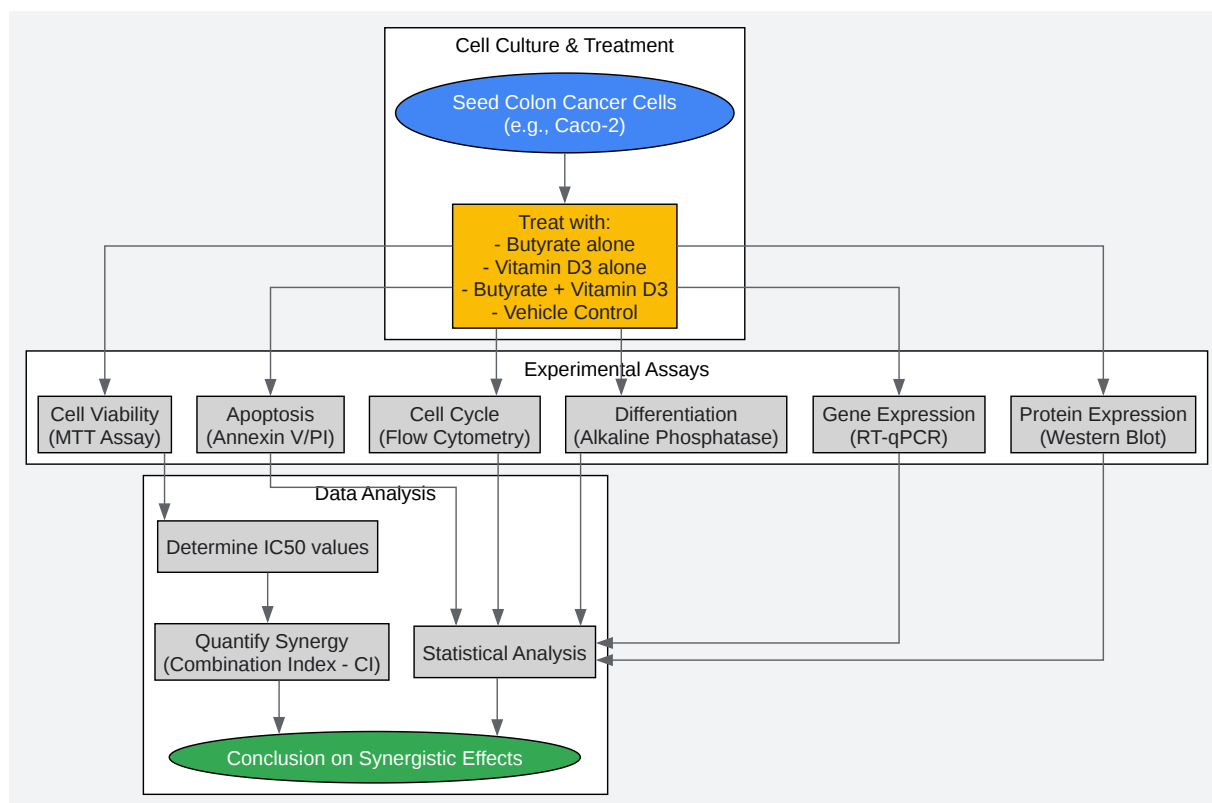 Cell Culture & Treatment
Seed Colon Cancer Cells
(e.g., Caco-2)
Treat with:
- Butyrate alone
- Vitamin D3 alone
- Butyrate + Vitamin D3
- Vehicle Control
Experimental Assays
Cell Viability
(MTT Assay)
Apoptosis
(Annexin V/PI)
Cell Cycle
(Flow Cytometry)
Differentiation
(Alkaline Phosphatase)
Gene Expression
(RT-qPCR)
Protein Expression
(Western Blot)
Data Analysis
Determine IC50 values
Quantify Synergy
(Combination Index - CI)
Statistical Analysis
Conclusion on Synergistic Effects